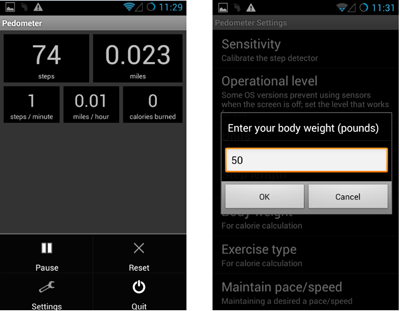 11:29
Pedometer
74
steps
0.023
miles
1
steps / minute
0.01
miles / hour
0
calories burned
Pause
Reset
Settings
Quit
11:31
Pedometer Settings
Sensitivity
Calibrate the step detector
Operational level
Some OS versions prevent using sensors
when the screen is off; set the level that works
Enter your body weight (pounds)
50
OK
Cancel
Body weight
For calorie calculation
Exercise type
For calorie calculation
Maintain pace/speed
Maintaining a desired a pace/speed